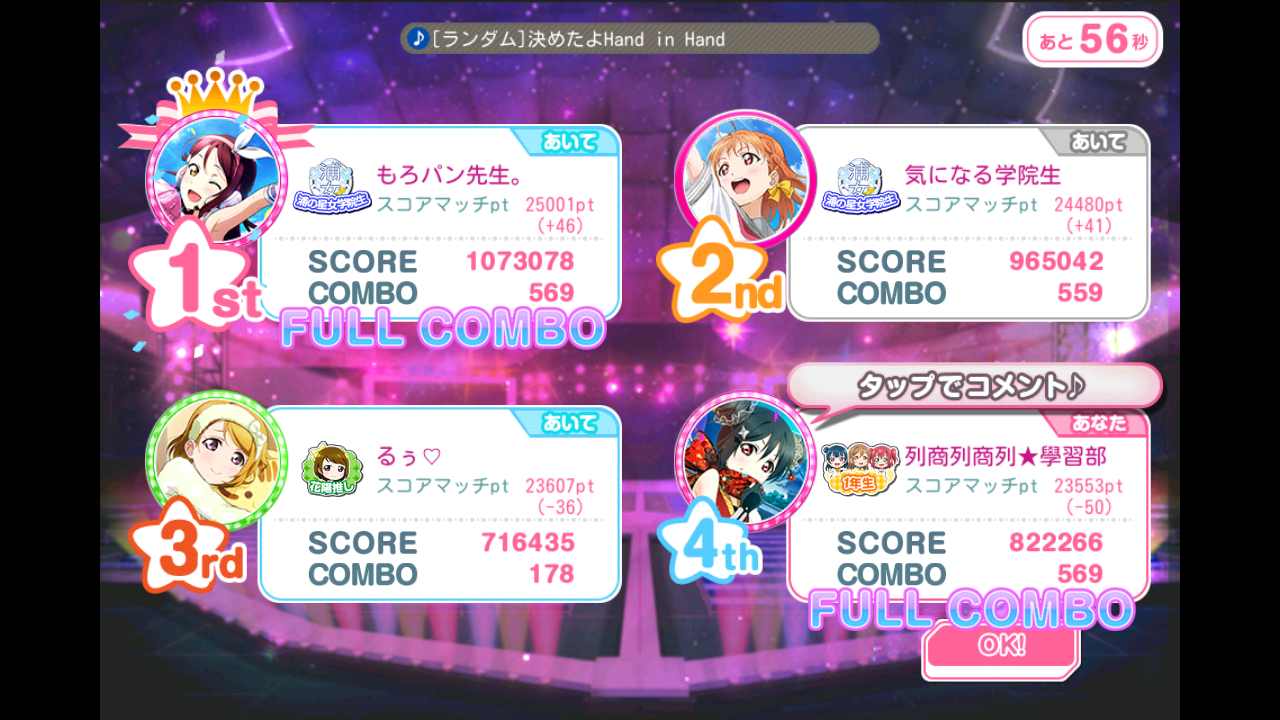 ♪[ランダム]決めたよHand in Hand
あと56秒
あいて
浦女
浦の星女学院生
もろパン先生。
スコアマッチpt 25001pt
(+46)
SCORE 1073078
COMBO 569
1st
FULL COMBO
あいて
浦女
浦の星女学院生
気になる学院生
スコアマッチpt 24480pt
(+41)
SCORE 965042
COMBO 559
2nd
あいて
花陽推し
るぅ♡
スコアマッチpt 23607pt
(-36)
SCORE 716435
COMBO 178
3rd
タップでコメント♪
あなた
1年生
列商列商列★學習部
スコアマッチpt 23553pt
(-50)
SCORE 822266
COMBO 569
4th
FULL COMBO
OK!